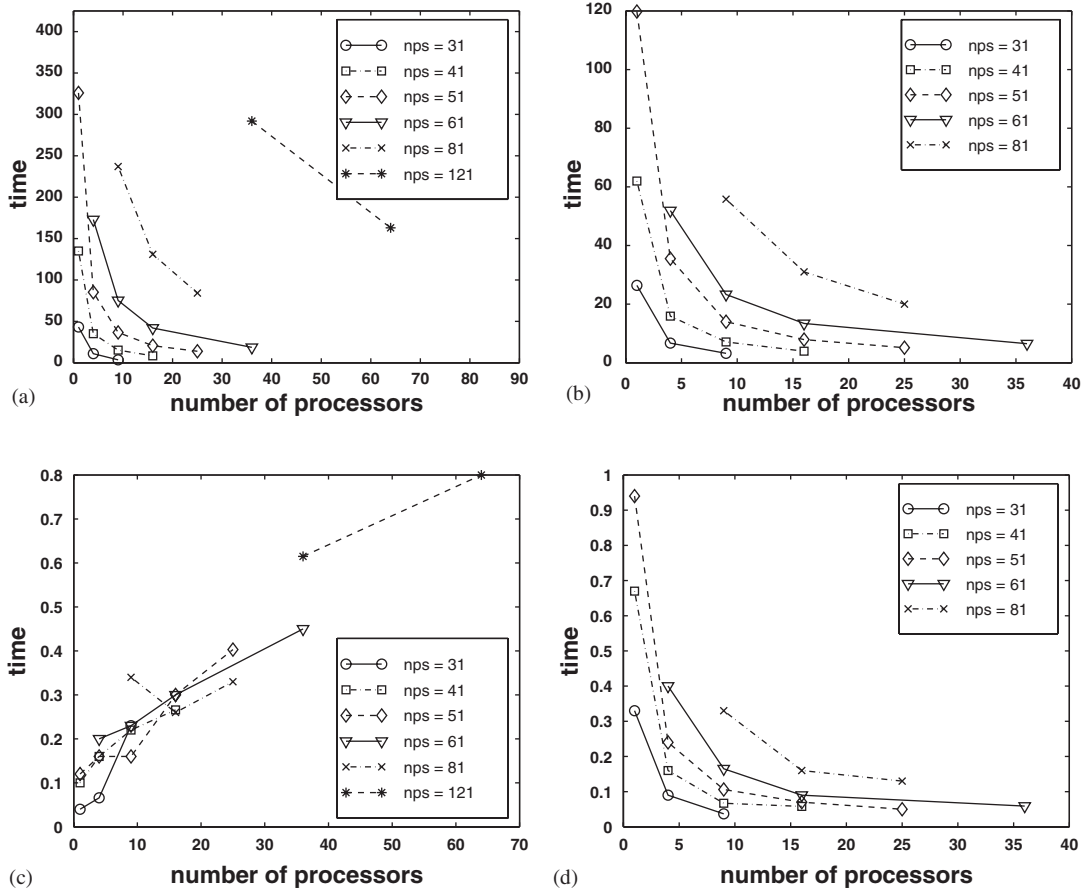 400
350
300
250
200
150
100
50
0
time
0 10 20 30 40 50 60 70 80 90
number of processors
(a)
nps = 31
nps = 41
nps = 51
nps = 61
nps = 81
nps = 121
120
100
80
60
40
20
0
time
0 5 10 15 20 25 30 35 40
number of processors
(b)
nps = 31
nps = 41
nps = 51
nps = 61
nps = 81
0.8
0.7
0.6
0.5
0.4
0.3
0.2
0.1
0
time
0 10 20 30 40 50 60 70
number of processors
(c)
nps = 31
nps = 41
nps = 51
nps = 61
nps = 81
nps = 121
1
0.9
0.8
0.7
0.6
0.5
0.4
0.3
0.2
0.1
0
time
0 5 10 15 20 25 30 35 40
number of processors
(d)
nps = 31
nps = 41
nps = 51
nps = 61
nps = 81